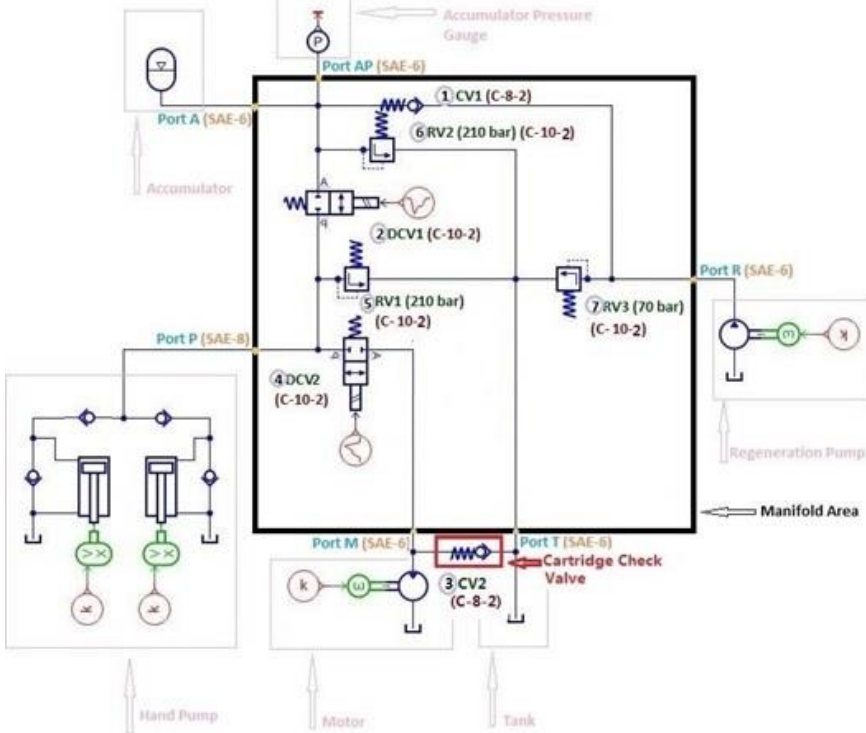 Accumulator Pressure
Gauge
P
Port AP (SAE-6)
1 CV1 (C-8-2)
Port A (SAE-6)
6 RV2 (210 bar) (C-10-2)
Accumulator
A
P
2 DCV1 (C-10-2)
Port R (SAE-6)
5 RV1 (210 bar)
(C-10-2)
7 RV3 (70 bar)
(C-10-2)
Port P (SAE-8)
P
A
4 DCV2
(C-10-2)
ω
k
Regeneration Pump
Manifold Area
Port M (SAE-6)
Port T (SAE-6)
Cartridge Check
Valve
3 CV2
(C-8-2)
k
ω
V
X
V
X
k
k
Hand Pump
Motor
Tank